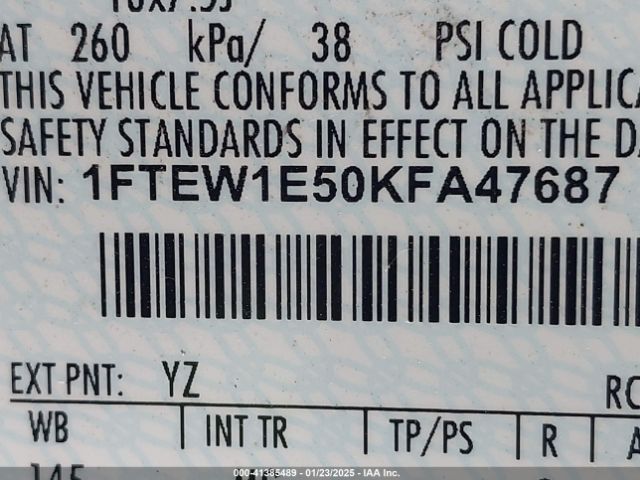 AT 260 kPa/ 38 PSI COLD
THIS VEHICLE CONFORMS TO ALL
SAFETY STANDARDS IN EFFECT ON THE
VIN: 1FTEW1E50KFA47687
EXT PNT: YZ RC
WB INT TR TP/PS R A
000-41385489 - 01/23/2025 - IAA Inc.